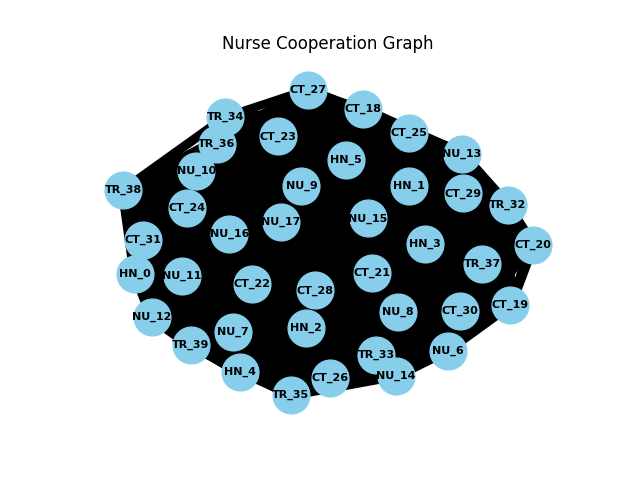 Nurse Cooperation Graph
CT_27
CT_18
TR_34
CT_25
CT_23
TR_36
NU_13
HN_5
NU_10
NU_9
HN_1
TR_38
CT_29
TR_32
CT_24
NU_15
NU_17
NU_16
CT_31
HN_3
CT_20
TR_37
HN_0
NU_11
CT_21
CT_22
CT_28
CT_19
CT_30
NU_8
NU_12
HN_2
NU_7
TR_39
NU_6
TR_33
HN_4
NU_14
CT_26
TR_35